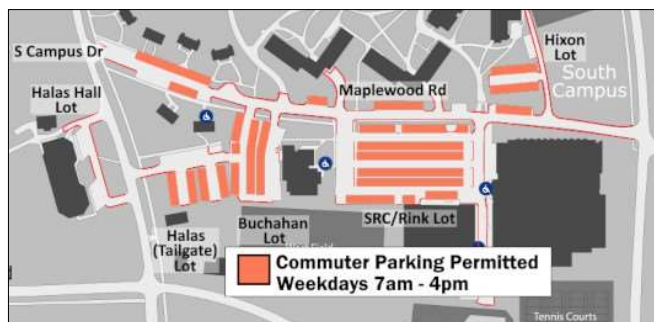 S Campus Dr
Hixon
Lot
South
Campus
Halas Hall
Lot
Maplewood Rd
Buchahan
Lot
SRC/Rink Lot
Halas
(Tailgate)
Lot
Field
Commuter Parking Permitted
Weekdays 7am - 4pm
Tennis Courts